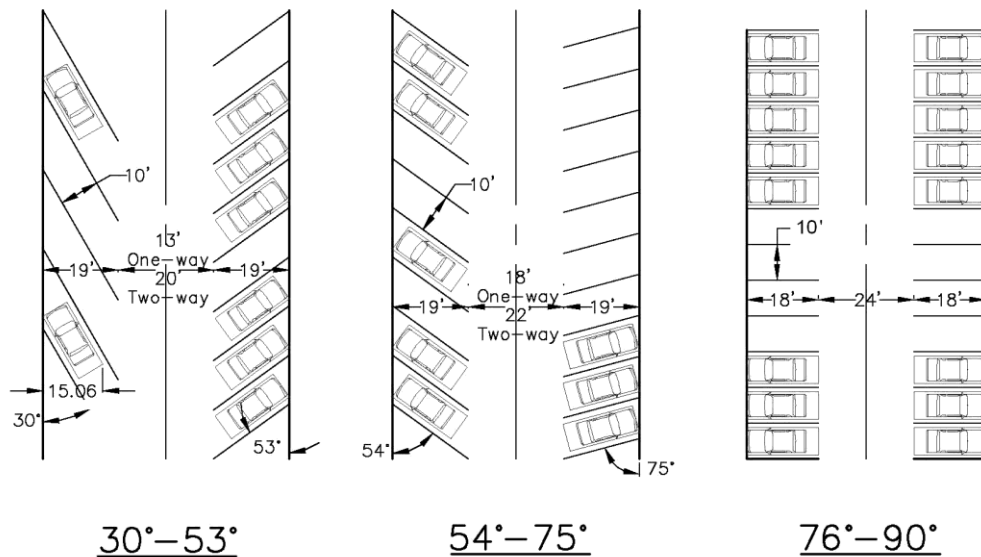 10'
13'
One-way
19' 20' 19'
Two-way
15.06
30°
53°
30°-53°
10'
18'
One-way
19' 22' 19'
Two-way
54°
75°
54°-75°
10'
18' 24' 18'
76°-90°